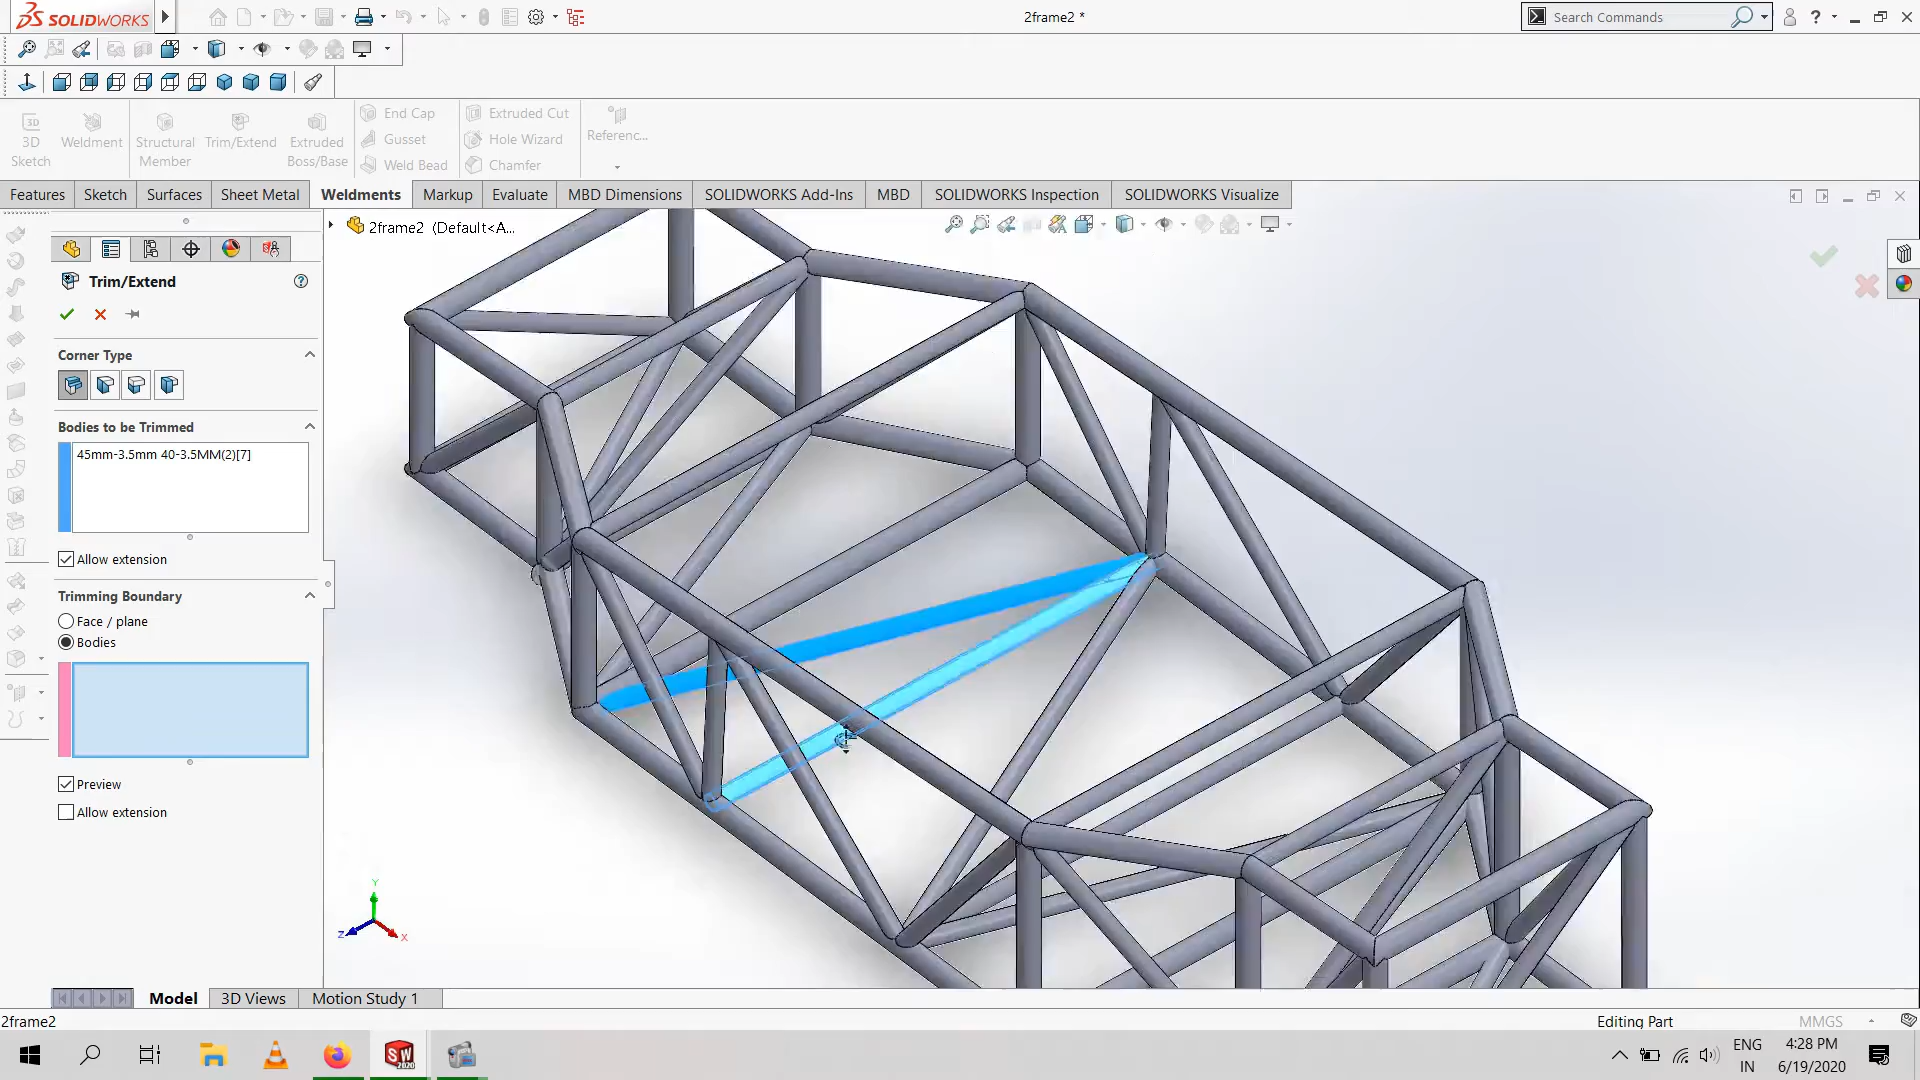 SOLIDWORKS
2frame2 *
Search Commands
?
3D
Sketch
Weldment
Structural
Member
Trim/Extend
Extruded
Boss/Base
End Cap
Gusset
Weld Bead
Extruded Cut
Hole Wizard
Chamfer
Referenc...
Features
Sketch
Surfaces
Sheet Metal
Weldments
Markup
Evaluate
MBD Dimensions
SOLIDWORKS Add-Ins
MBD
SOLIDWORKS Inspection
SOLIDWORKS Visualize
2frame2 (Default<A...
Trim/Extend
?
Corner Type
Bodies to be Trimmed
45mm-3.5mm 40-3.5MM(2)[7]
Allow extension
Trimming Boundary
Face / plane
Bodies
Preview
Allow extension
Y
Z
X
Model
3D Views
Motion Study 1
2frame2
Editing Part
MMGS
SW
2020
ENG
IN
4:28 PM
6/19/2020